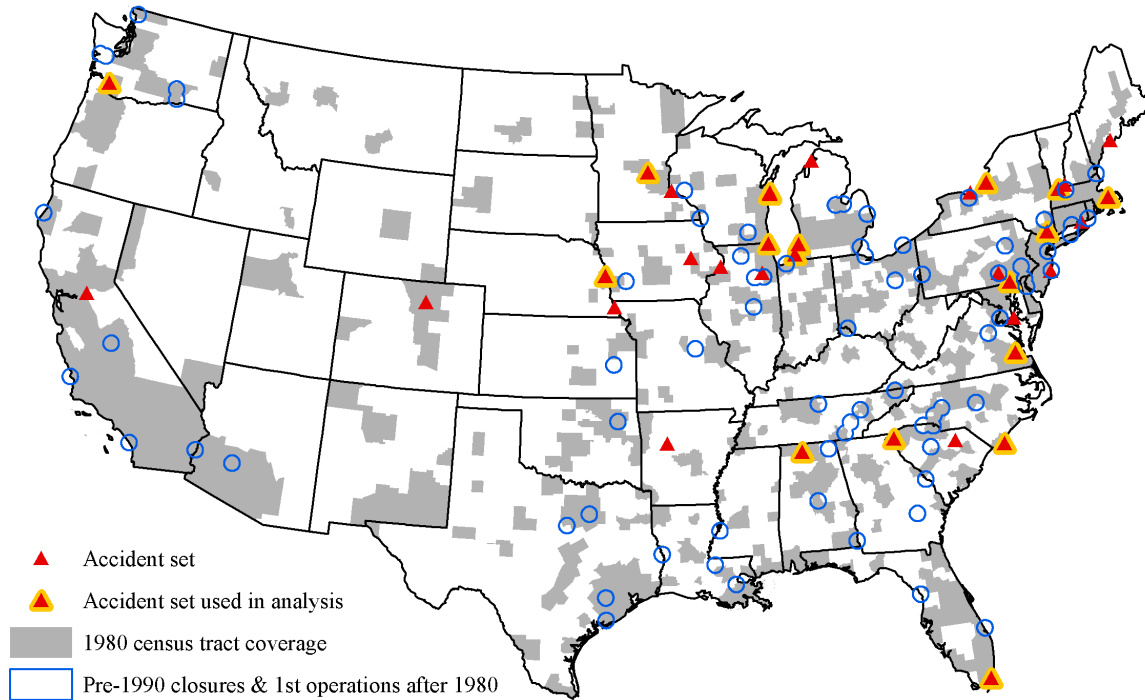 Accident set
Accident set used in analysis
1980 census tract coverage
Pre-1990 closures & 1st operations after 1980